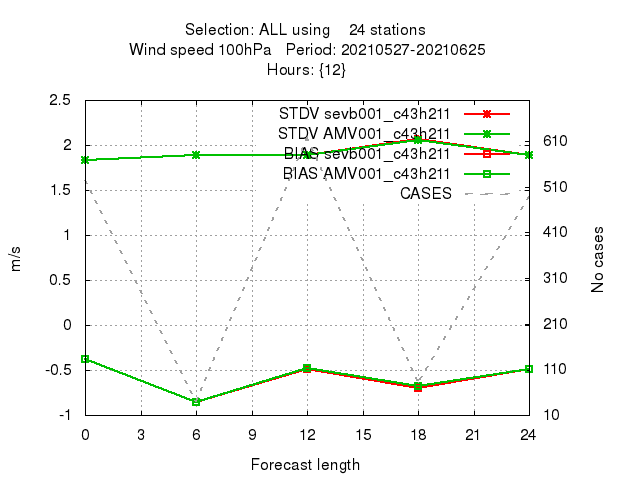 Selection: ALL using    24 stations
Wind speed 100hPa   Period: 20210527-20210625
Hours: {12}
STDV sevb001_c43h211
STDV AMV001_c43h211
BIAS sevb001_c43h211
BIAS AMV001_c43h211
CASES
2.5
2
1.5
1
0.5
0
-0.5
-1
610
510
410
310
210
110
10
m/s
No cases
0 3 6 9 12 15 18 21 24
Forecast length